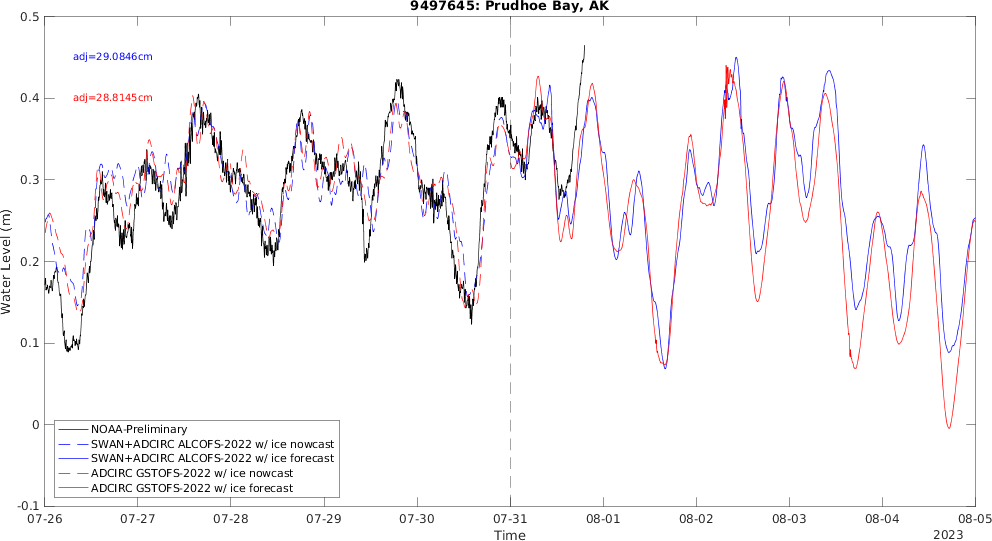 9497645: Prudhoe Bay, AK
adj=29.0846cm
adj=28.8145cm
Water Level (m)
0.5
0.4
0.3
0.2
0.1
0
-0.1
NOAA-Preliminary
SWAN+ADCIRC ALCOFS-2022 w/ ice nowcast
SWAN+ADCIRC ALCOFS-2022 w/ ice forecast
ADCIRC GSTOFS-2022 w/ ice nowcast
ADCIRC GSTOFS-2022 w/ ice forecast
07-26 07-27 07-28 07-29 07-30 07-31 08-01 08-02 08-03 08-04 08-05
Time
2023